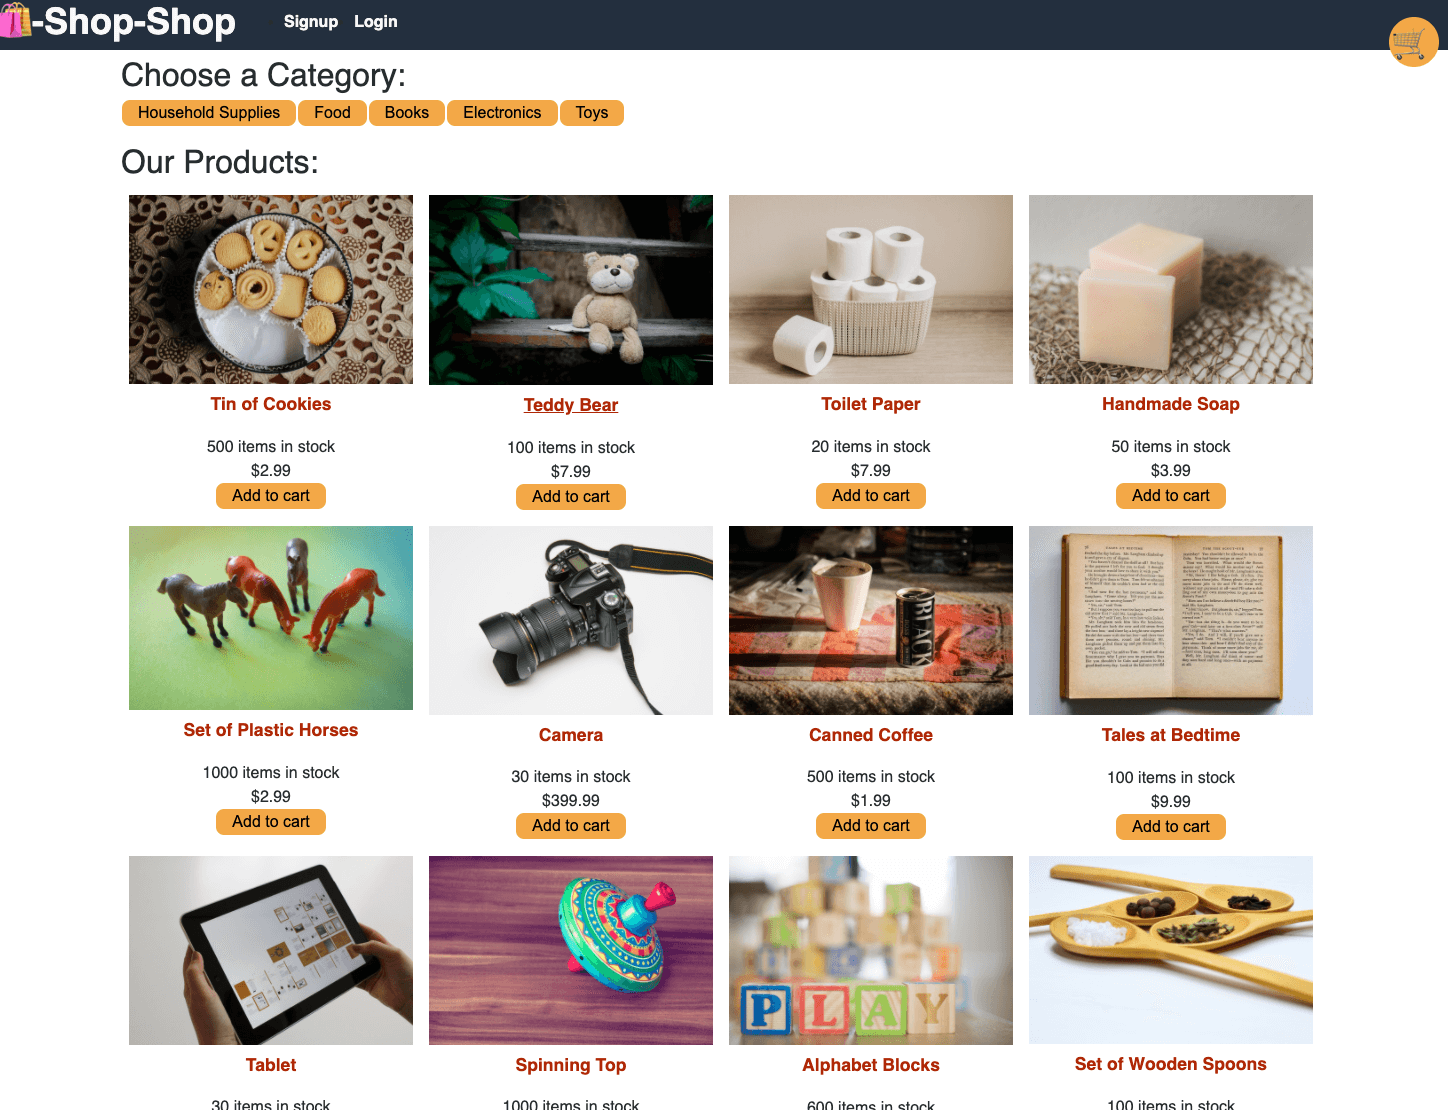 -Shop-Shop Signup Login
Choose a Category:
Household Supplies Food Books Electronics Toys
Our Products:
Tin of Cookies Teddy Bear Toilet Paper Handmade Soap
500 items in stock 100 items in stock 20 items in stock 50 items in stock
$2.99 $7.99 $7.99 $3.99
Add to cart Add to cart Add to cart Add to cart
BLACK
Set of Plastic Horses Camera Canned Coffee Tales at Bedtime
1000 items in stock 30 items in stock 500 items in stock 100 items in stock
$2.99 $399.99 $1.99 $9.99
Add to cart Add to cart Add to cart Add to cart
PLAY
Tablet Spinning Top Alphabet Blocks Set of Wooden Spoons
30 items in stock 1000 items in stock 600 items in stock 100 items in stock